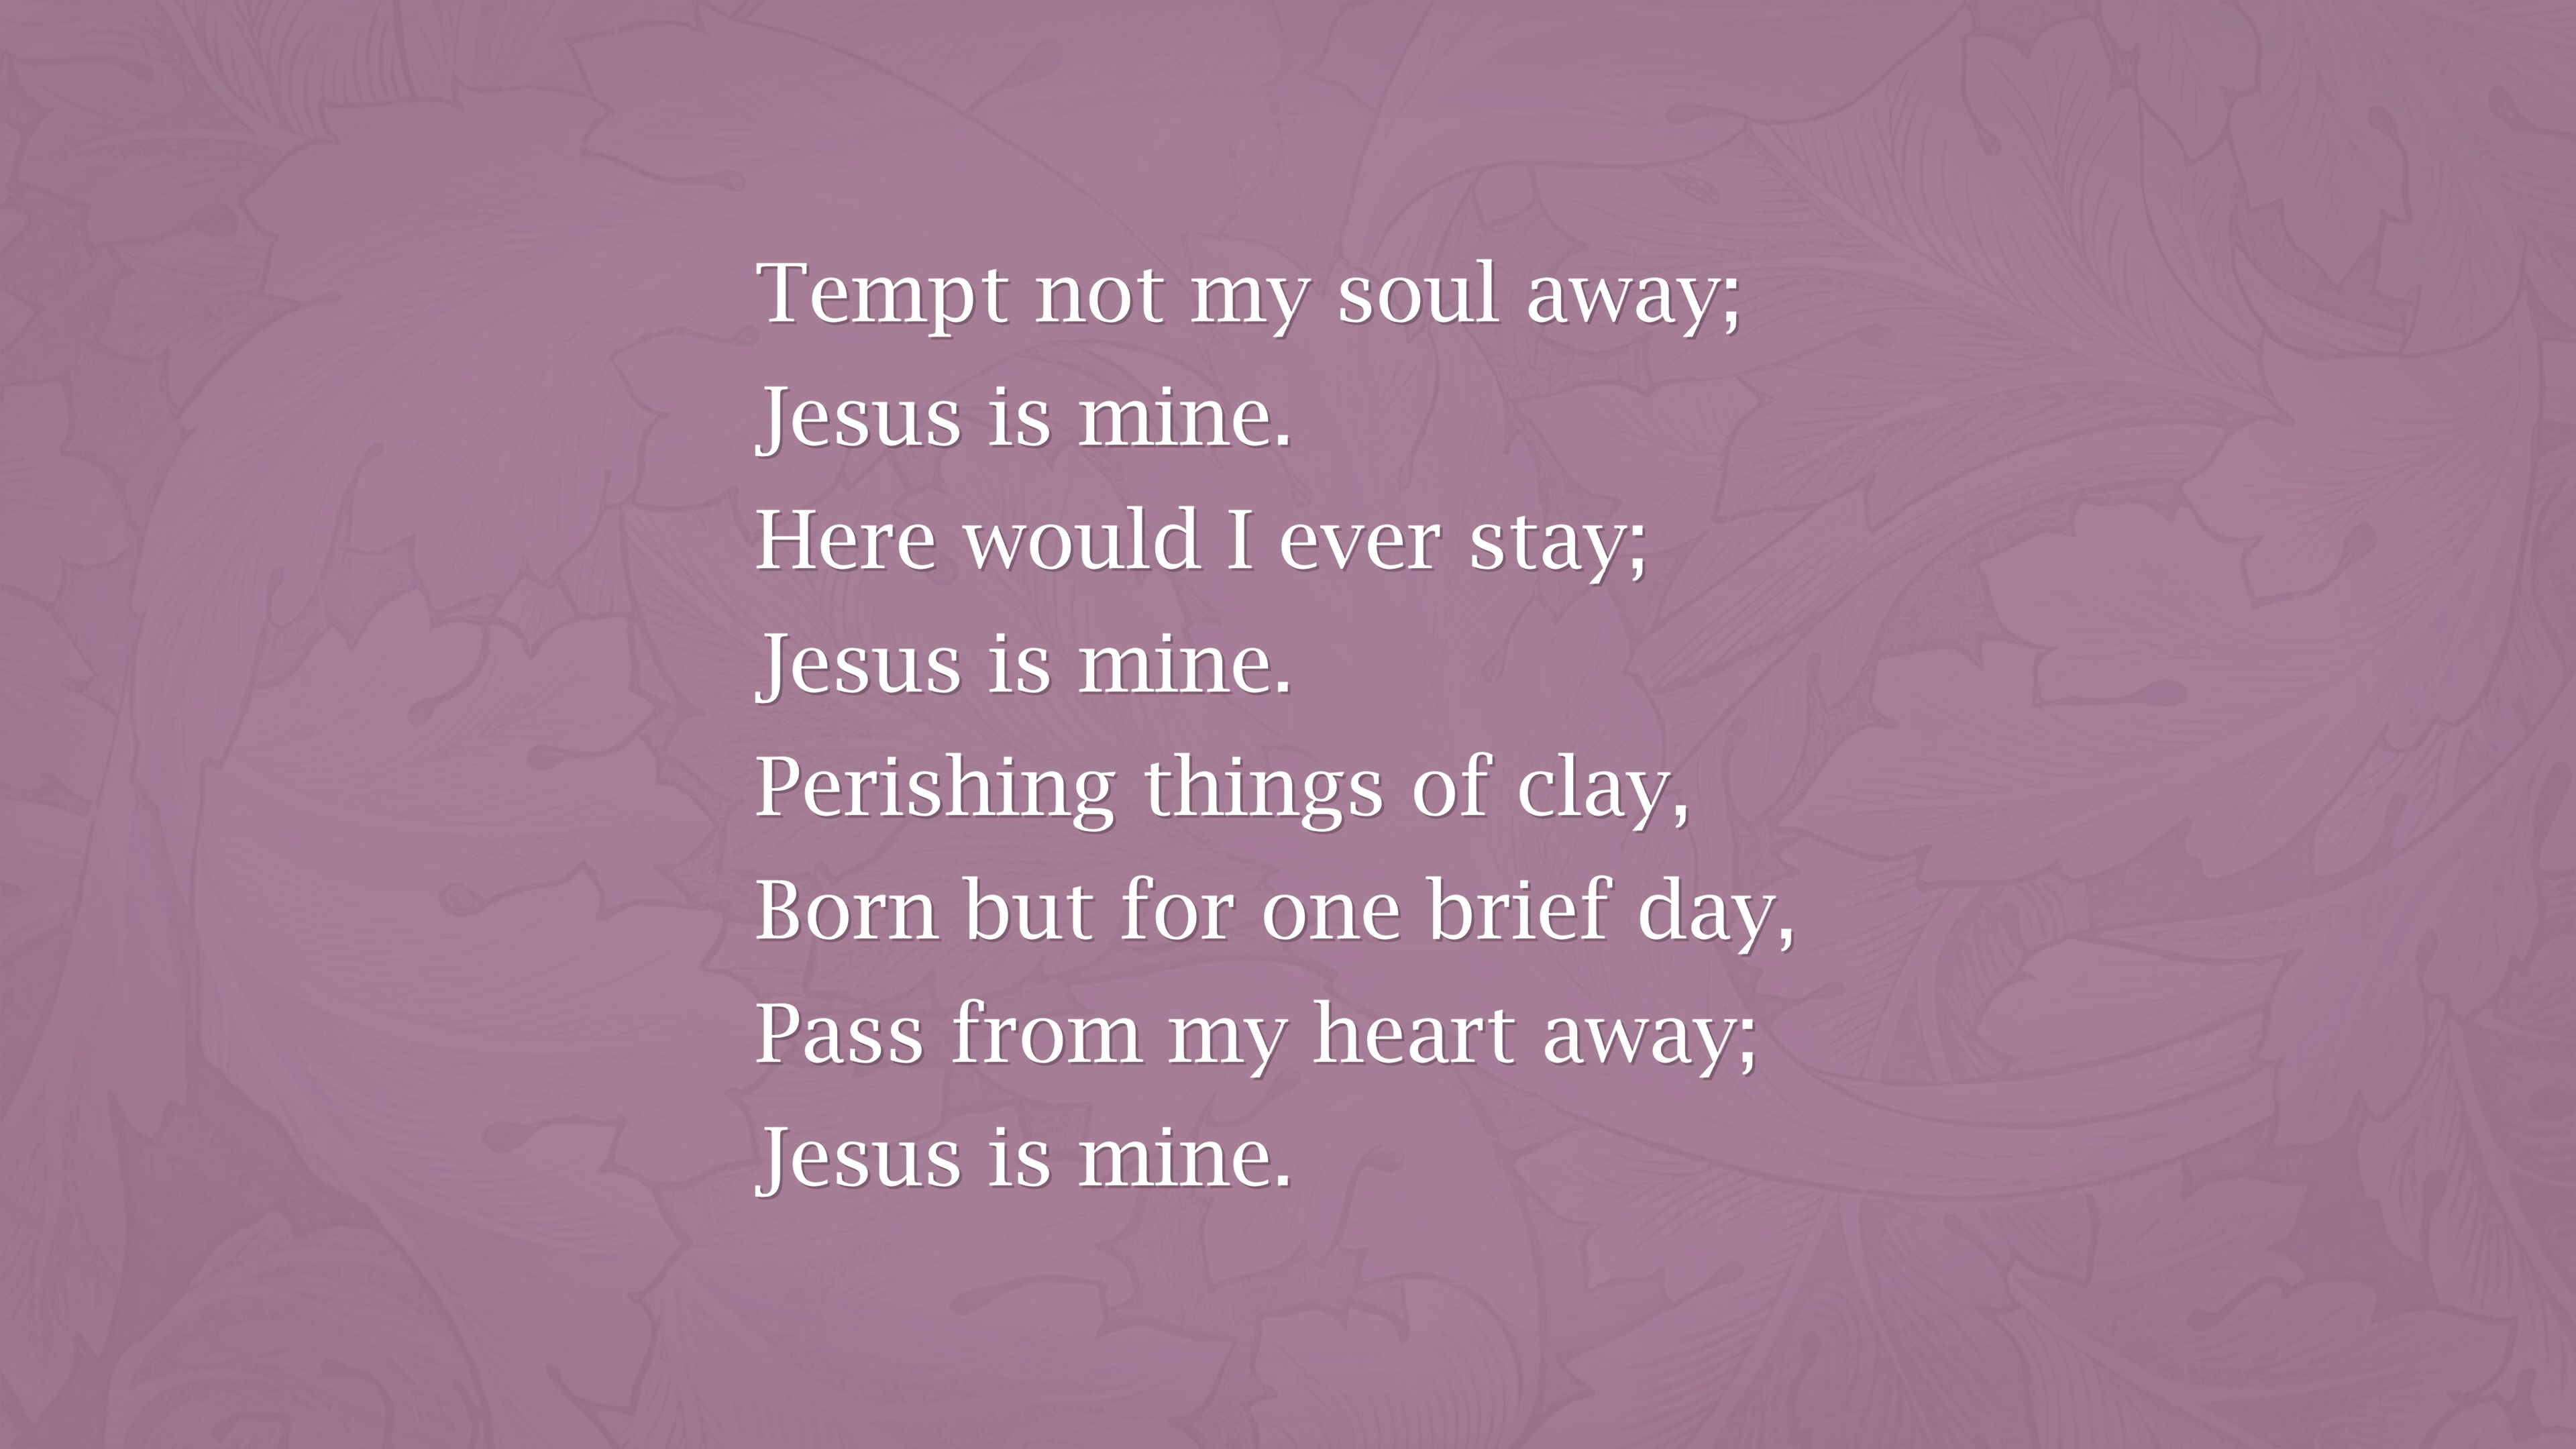 Tempt not my soul away;
Jesus is mine.
Here would I ever stay;
Jesus is mine.
Perishing things of clay,
Born but for one brief day,
Pass from my heart away;
Jesus is mine.